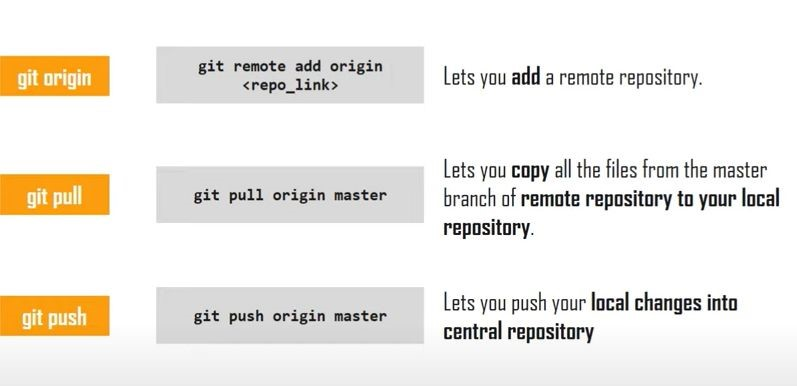 git origin
git remote add origin
<repo_link>
Lets you add a remote repository.
git pull
git pull origin master
Lets you copy all the files from the master
branch of remote repository to your local
repository.
git push
git push origin master
Lets you push your local changes into
central repository